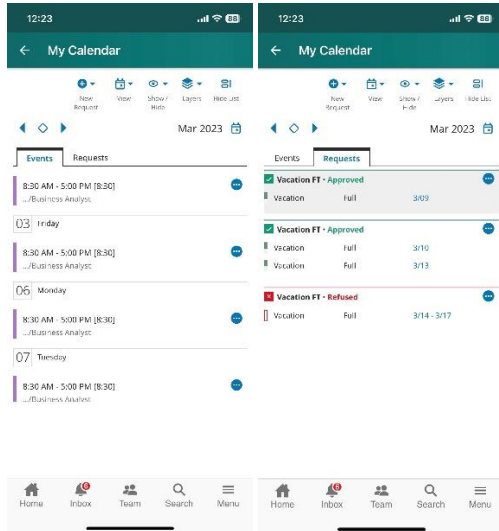 12:23
88
My Calendar
New Request
View
Show / Hide
Layers
Hide List
Mar 2023
Events
Requests
8:30 AM - 5:00 PM [8:30]
.../Business Analyst
03 Friday
8:30 AM - 5:00 PM [8:30]
.../Business Analyst
06 Monday
8:30 AM - 5:00 PM [8:30]
.../Business Analyst
07 Tuesday
8:30 AM - 5:00 PM [8:30]
.../Business Analyst
6
Home
Inbox
Team
Search
Menu
12:23
88
My Calendar
New Request
View
Show / Hide
Layers
Hide List
Mar 2023
Events
Requests
Vacation FT • Approved
Vacation Full 3/09
Vacation FT • Approved
Vacation Full 3/10
Vacation Full 3/13
Vacation FT • Refused
Vacation Full 3/14 - 3/17
6
Home
Inbox
Team
Search
Menu